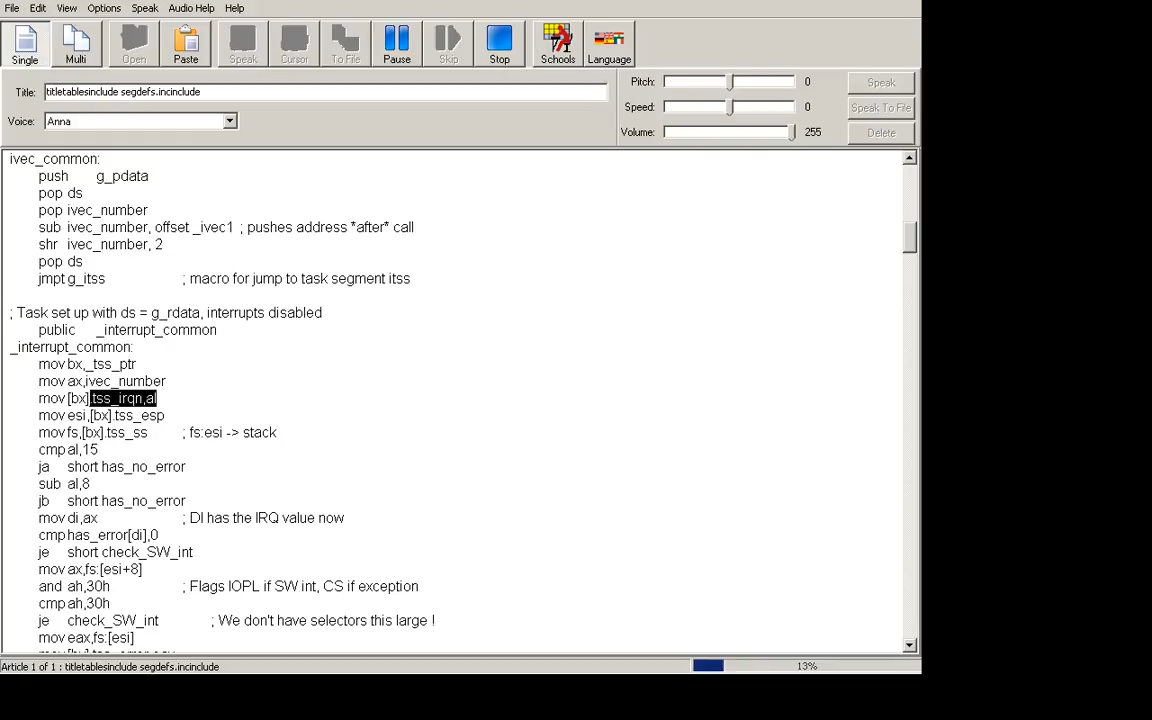 File Edit View Options Speak Audio Help Help
Single Multi Open Paste Speak Cursor To File Pause Skip Stop Schools Language
Title: titletablesinclude segdefs.incinclude
Voice: Anna
Pitch: 0 Speak
Speed: 0 Speak To File
Volume: 255 Delete
ivec_common:
push g_pdata
pop ds
pop ivec_number
sub ivec_number, offset _ivec1 ; pushes address *after* call
shr ivec_number, 2
pop ds
jmpt g_itss ; macro for jump to task segment itss
; Task set up with ds = g_rdata, interrupts disabled
public _interrupt_common
_interrupt_common:
mov bx,_tss_ptr
mov ax,ivec_number
mov [bx].tss_irqn,al
mov esi,[bx].tss_esp
mov fs,[bx].tss_ss ; fs:esi -> stack
cmp al,15
ja short has_no_error
sub al,8
jb short has_no_error
mov di,ax ; DI has the IRQ value now
cmp has_error[di],0
je short check_SW_int
mov ax,fs:[esi+8]
and ah,30h ; Flags IOPL if SW int, CS if exception
cmp ah,30h
je check_SW_int ; We don't have selectors this large !
mov eax,fs:[esi]
Article 1 of 1 : titletablesinclude segdefs.incinclude 13%